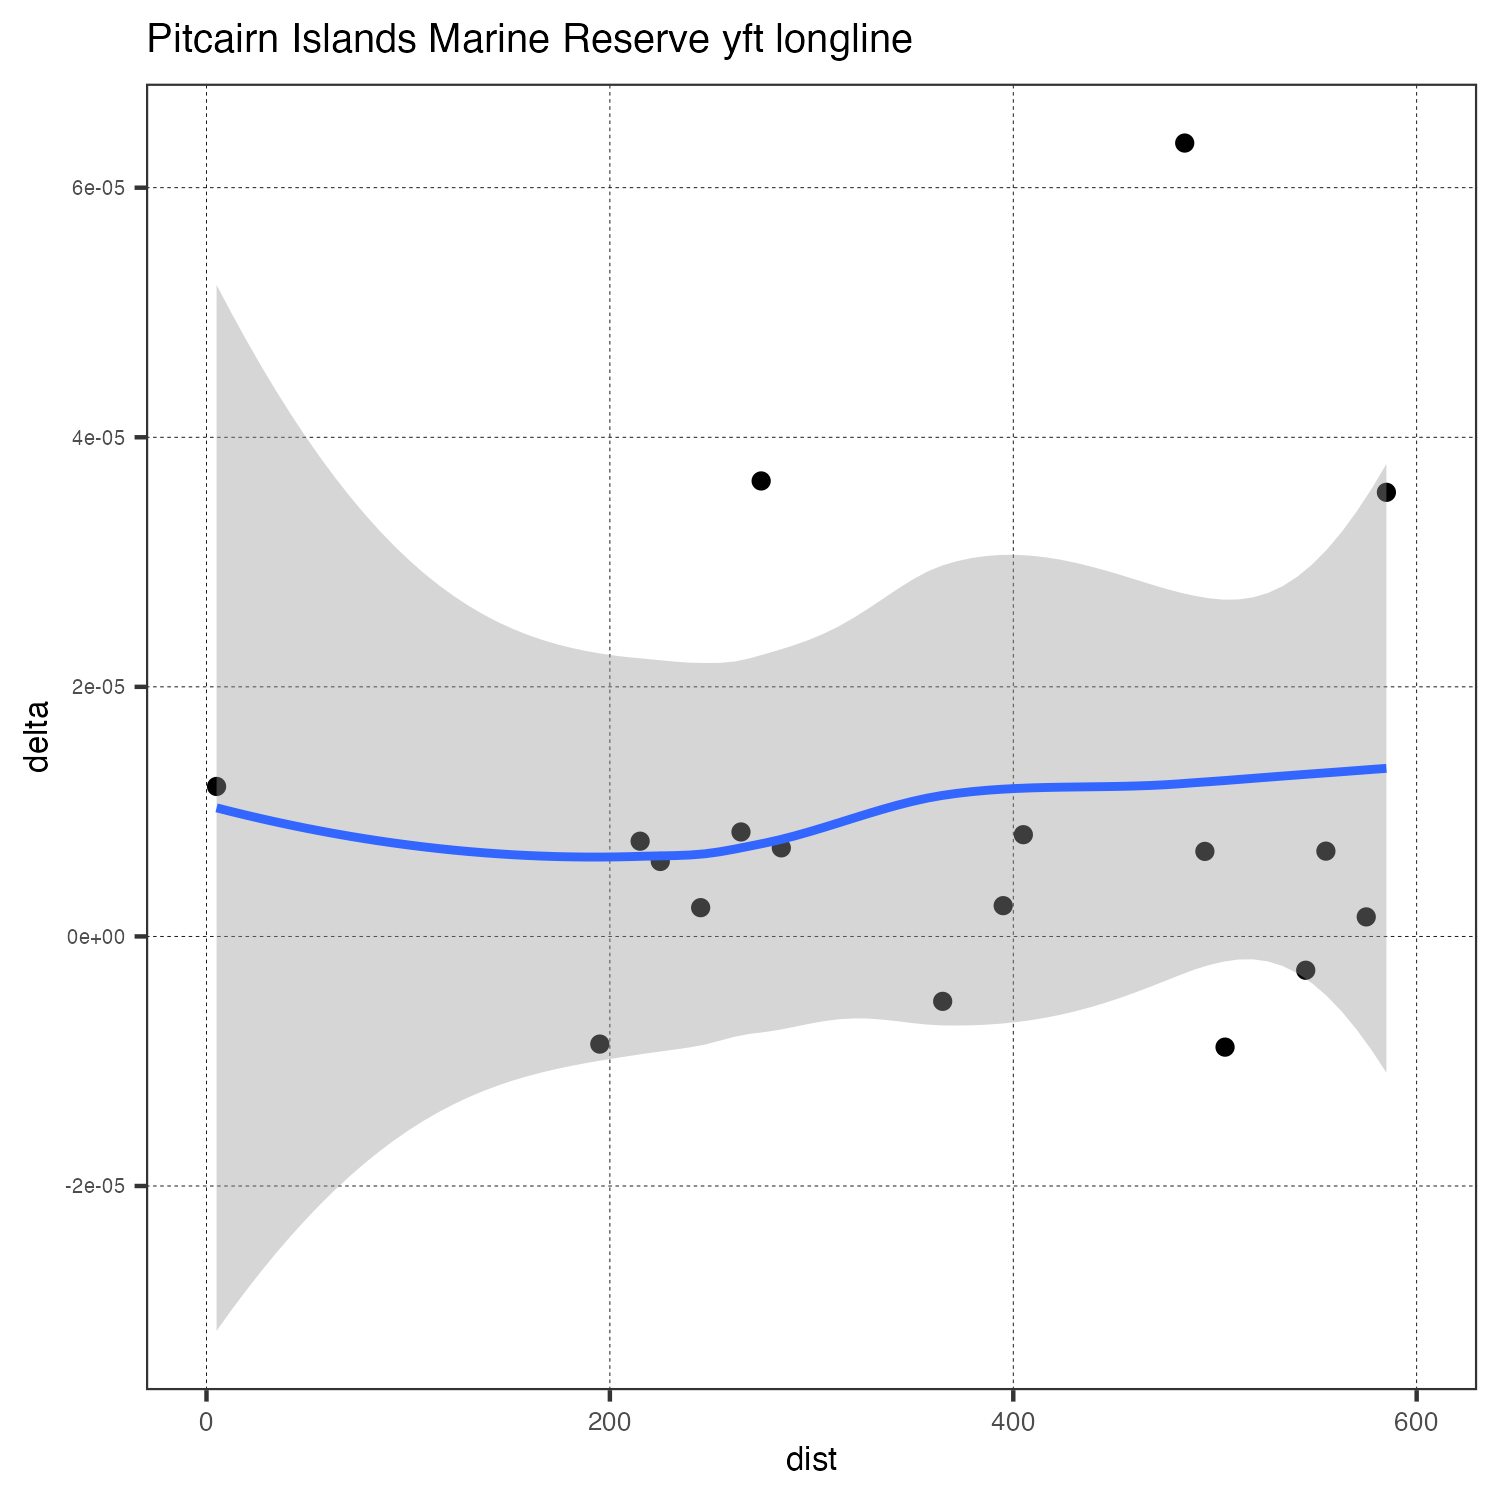 Pitcairn Islands Marine Reserve yft longline
6e-05
4e-05
2e-05
0e+00
-2e-05
delta
0 200 400 600
dist